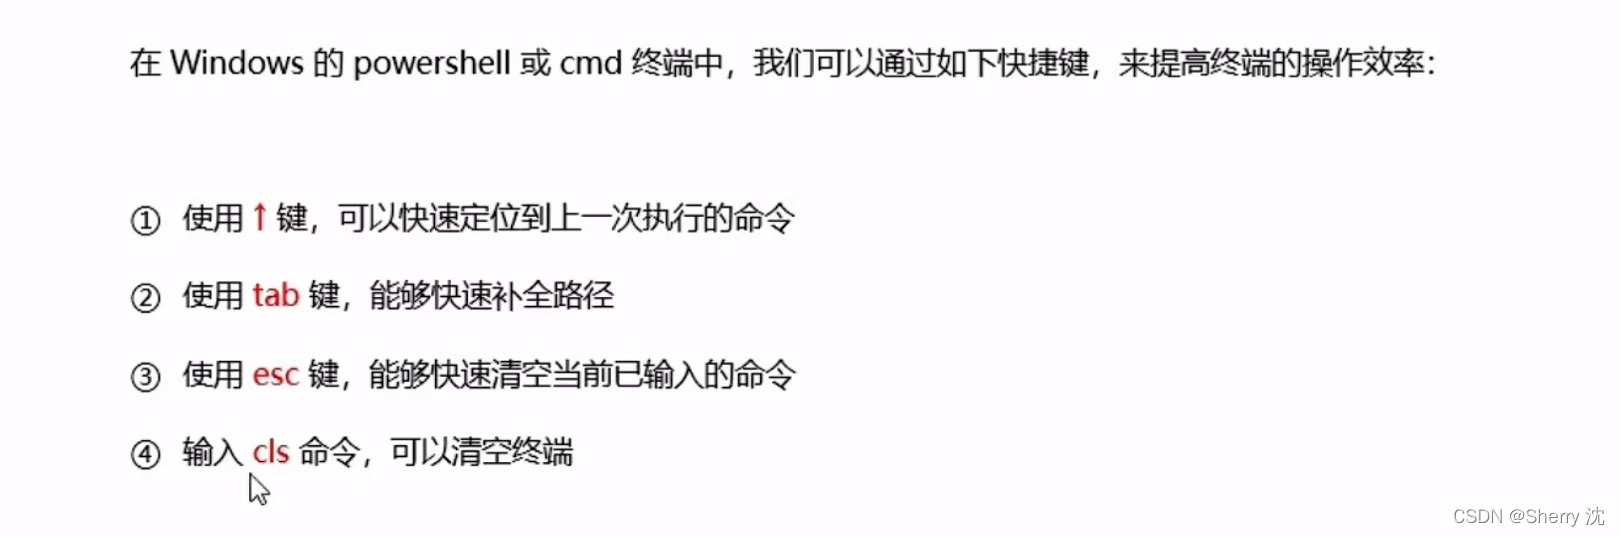 在 Windows 的 powershell 或 cmd 终端中，我们可以通过如下快捷键，来提高终端的操作效率：
① 使用 ↑ 键，可以快速定位到上一次执行的命令
② 使用 tab 键，能够快速补全路径
③ 使用 esc 键，能够快速清空当前已输入的命令
④ 输入 cls 命令，可以清空终端
CSDN @Sherry 沈